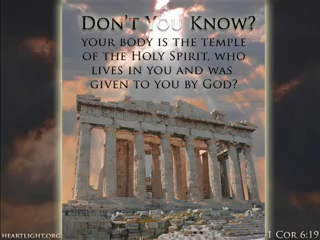 Don't You Know?
your body is the temple
of the Holy Spirit, who
lives in you and was
given to you by God?
heartlight.org
1 Cor 6:19